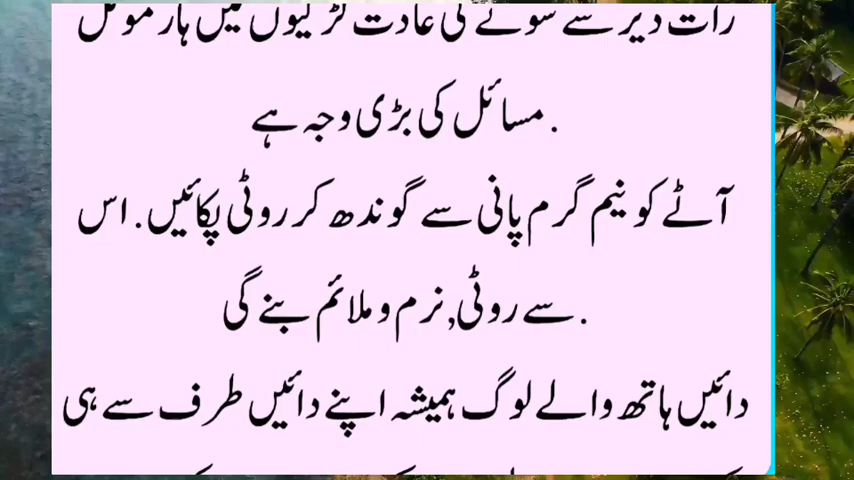 رات دیر سے سونے کی عادت لڑکیوں میں ہارمونل
مسائل کی بڑی وجہ ہے.
آٹے کو نیم گرم پانی سے گوندھ کر روٹی پکائیں. اس
سے روٹی, نرم و ملائم بنے گی.
دائیں ہاتھ والے لوگ ہمیشہ اپنے دائیں طرف سے ہی